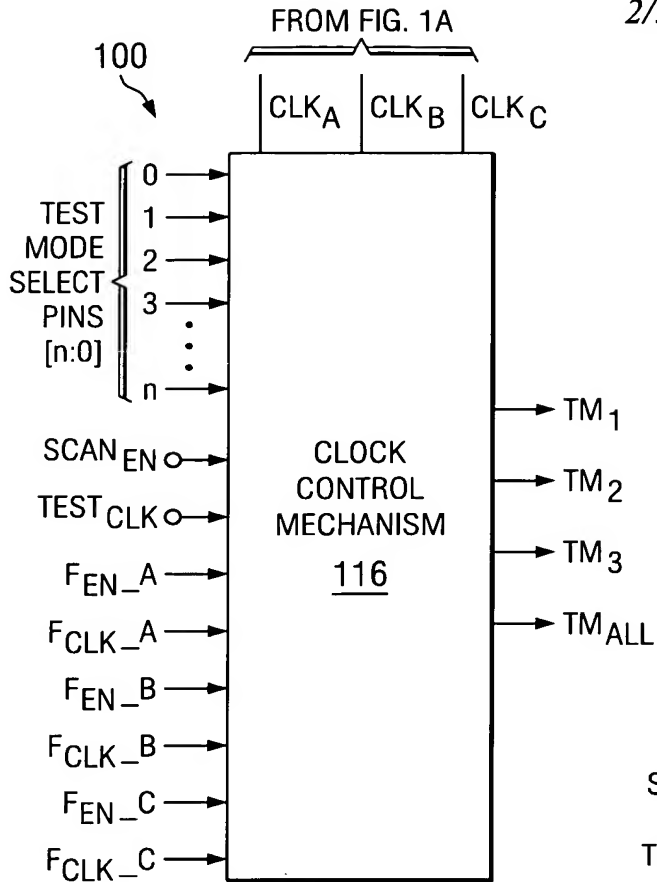 FROM FIG. 1A
2/
100
CLKA CLKB CLKC
TEST MODE SELECT PINS [n:0]
0
1
2
3
n
SCANEN
TESTCLK
FEN_A
FCLK_A
FEN_B
FCLK_B
FEN_C
FCLK_C
CLOCK
CONTROL
MECHANISM
116
TM1
TM2
TM3
TMALL
S
T